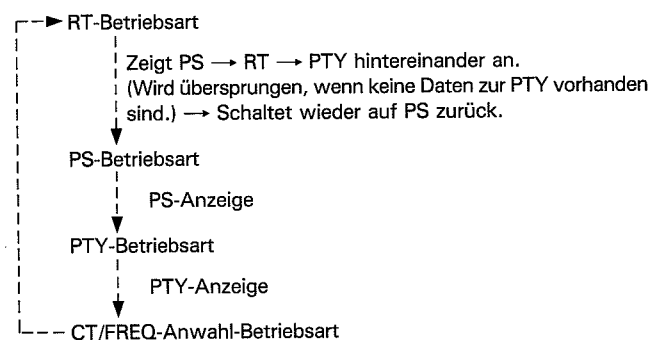 RT-Betriebsart
Zeigt PS → RT → PTY hintereinander an.
(Wird übersprungen, wenn keine Daten zur PTY vorhanden
sind.) → Schaltet wieder auf PS zurück.
PS-Betriebsart
PS-Anzeige
PTY-Betriebsart
PTY-Anzeige
CT/FREQ-Anwahl-Betriebsart